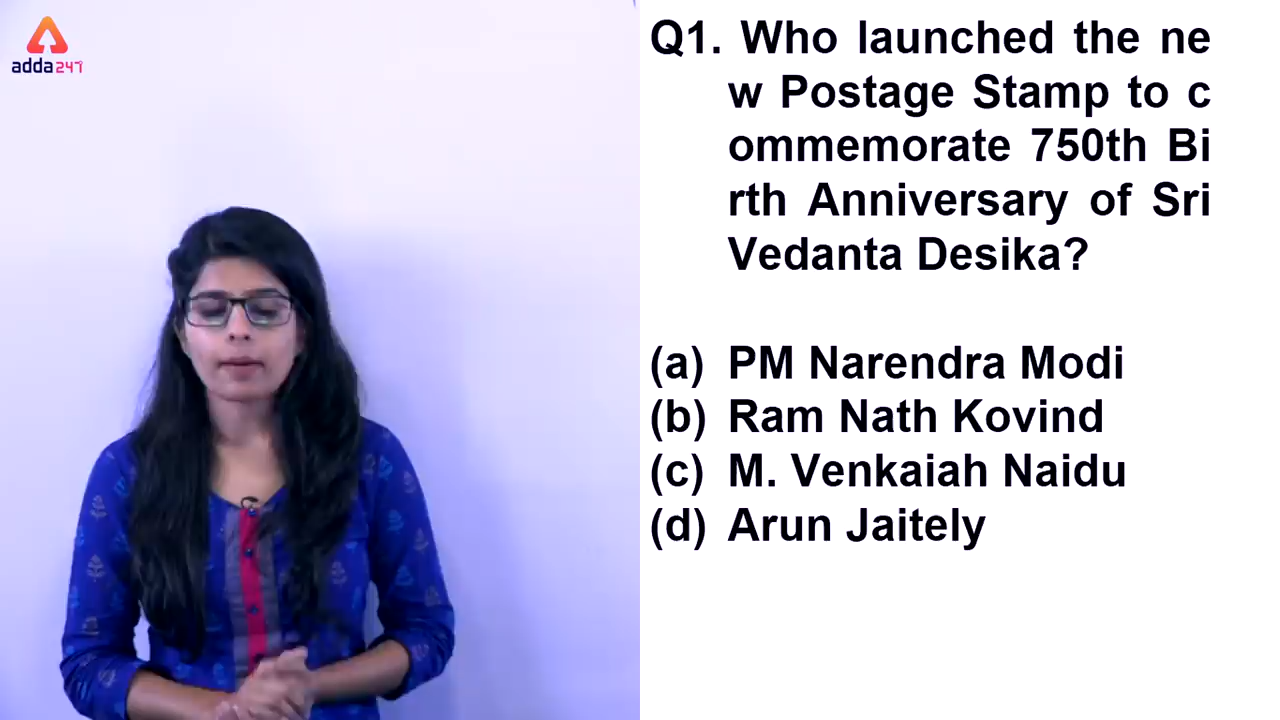 adda247
Q1. Who launched the ne
w Postage Stamp to c
ommemorate 750th Bi
rth Anniversary of Sri
Vedanta Desika?
(a) PM Narendra Modi
(b) Ram Nath Kovind
(c) M. Venkaiah Naidu
(d) Arun Jaitely